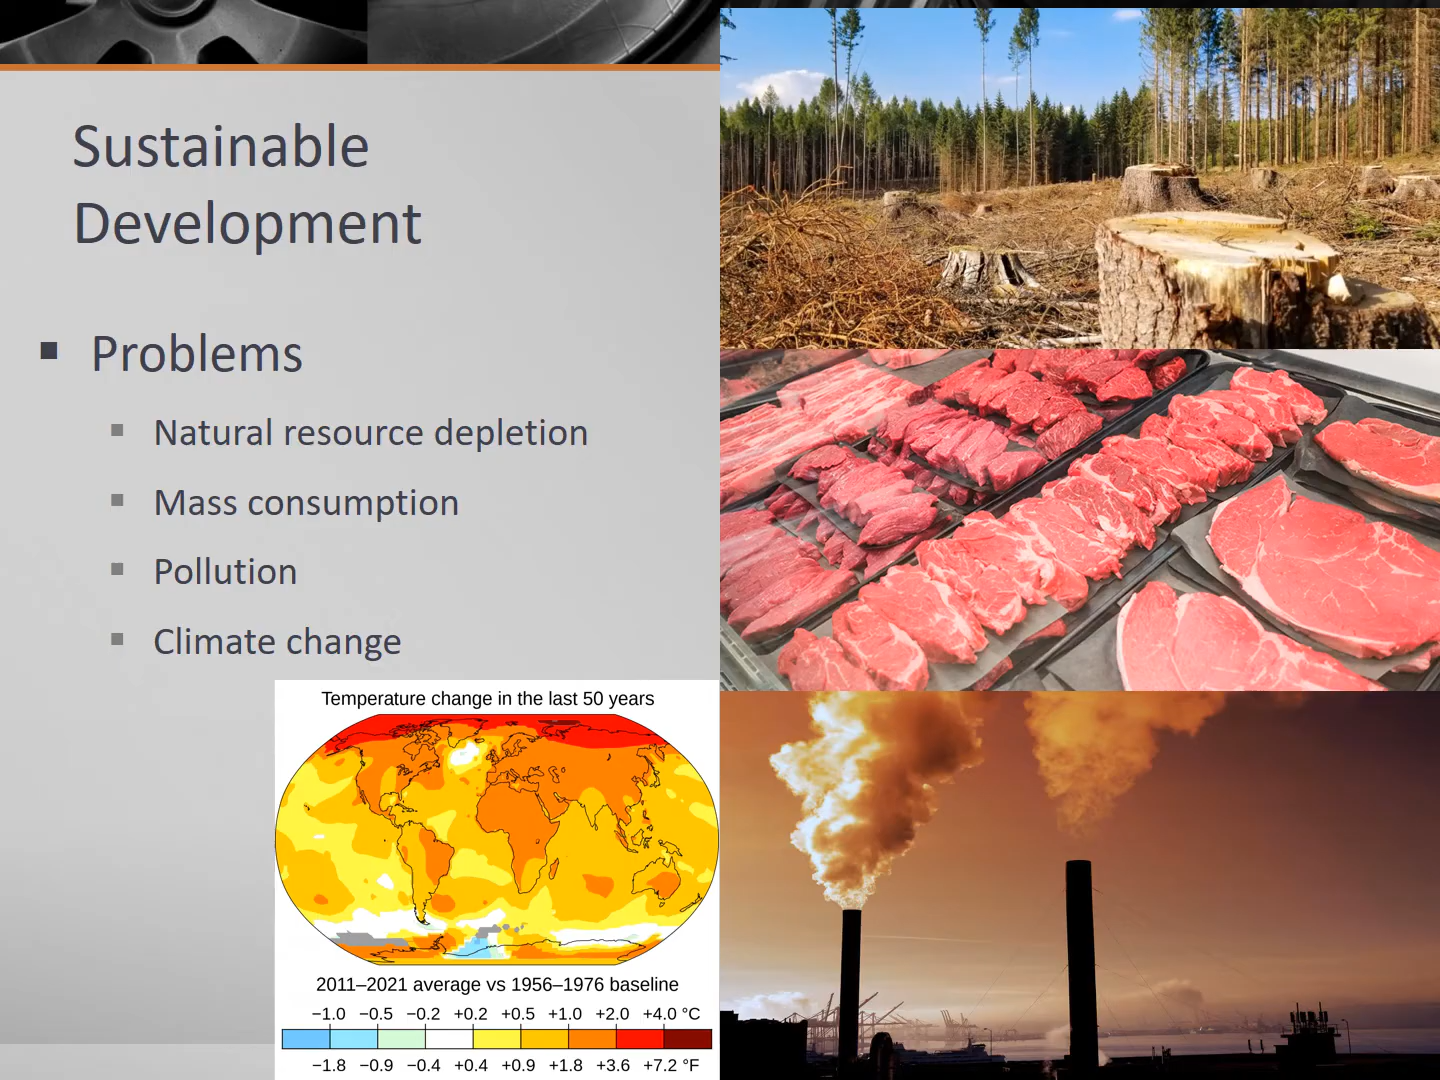 Sustainable
Development
Problems
Natural resource depletion
Mass consumption
Pollution
Climate change
Temperature change in the last 50 years
2011–2021 average vs 1956–1976 baseline
−1.0 −0.5 −0.2 +0.2 +0.5 +1.0 +2.0 +4.0 °C
−1.8 −0.9 −0.4 +0.4 +0.9 +1.8 +3.6 +7.2 °F